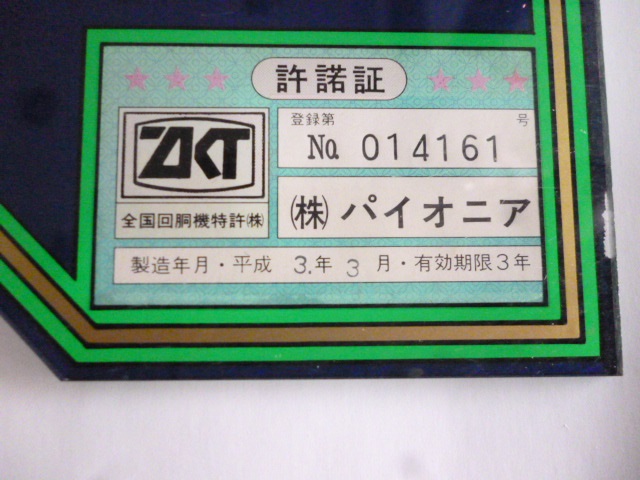 許諾証
ZKT
登録第 号
No. 014161
全国回胴機特許㈱
㈱パイオニア
製造年月・平成 3.年 3 月・有効期限3年